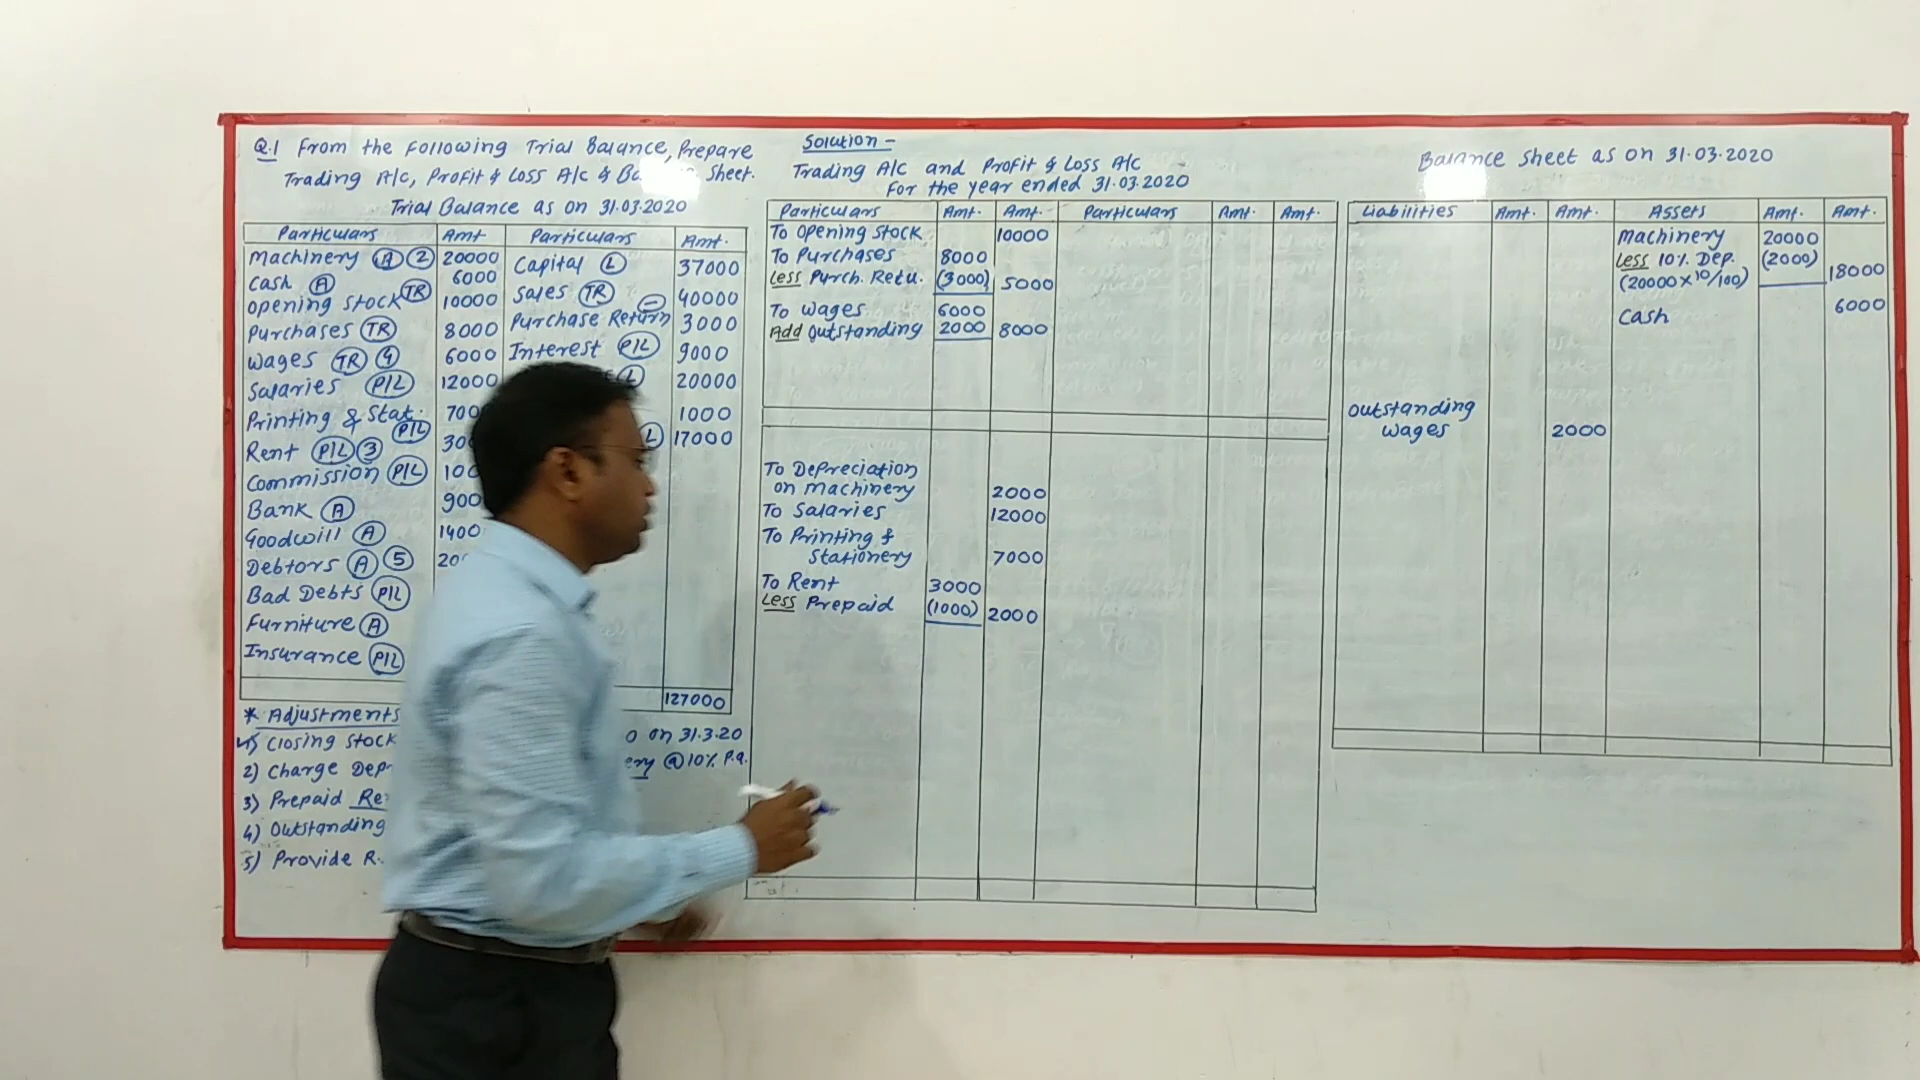 Q.1 From the Following Trial Balance, Prepare
Trading A/c, Profit & Loss A/c & Sheet.
Trial Balance as on 31.03.2020
Particulars Amt Particulars Amt.
Machinery (A) (2) 20000 Capital (L) 37000
Cash (A) 6000 Sales (TR) 40000
Opening Stock (TR) 10000 Purchase Return (-) 3000
Purchases (TR) 8000 Interest (P/L) 9000
Wages (TR) (4) 6000 (L) 20000
Salaries (P/L) 12000 1000
Printing & Stat. (P/L) 17000
Rent (P/L) (3)
Commission (P/L)
Bank (A)
Goodwill (A)
Debtors (A) (5)
Bad Debts (P/L)
Furniture (A)
Insurance (P/L)
127000
* Adjustments
1) Closing Stock on 31.3.20
2) Charge @ 10% P.a.
3) Prepaid
4) Outstanding
5) Provide
Solution -
Trading A/c and Profit & Loss A/c
For the year ended 31.03.2020
Particulars Amt. Amt. Particulars Amt. Amt.
To Opening Stock 10000
To Purchases 8000
Less Purch. Retu. (3000) 5000
To Wages 6000
Add Outstanding 2000 8000
To Depreciation
on Machinery 2000
To Salaries 12000
To Printing &
Stationery 7000
To Rent 3000
Less Prepaid (1000) 2000
Balance Sheet as on 31.03.2020
Liabilities Amt. Amt. Assets Amt. Amt.
Machinery 20000
Less 10% Dep. (2000)
(20000 x 10/100) 18000
Cash 6000
Outstanding
Wages 2000